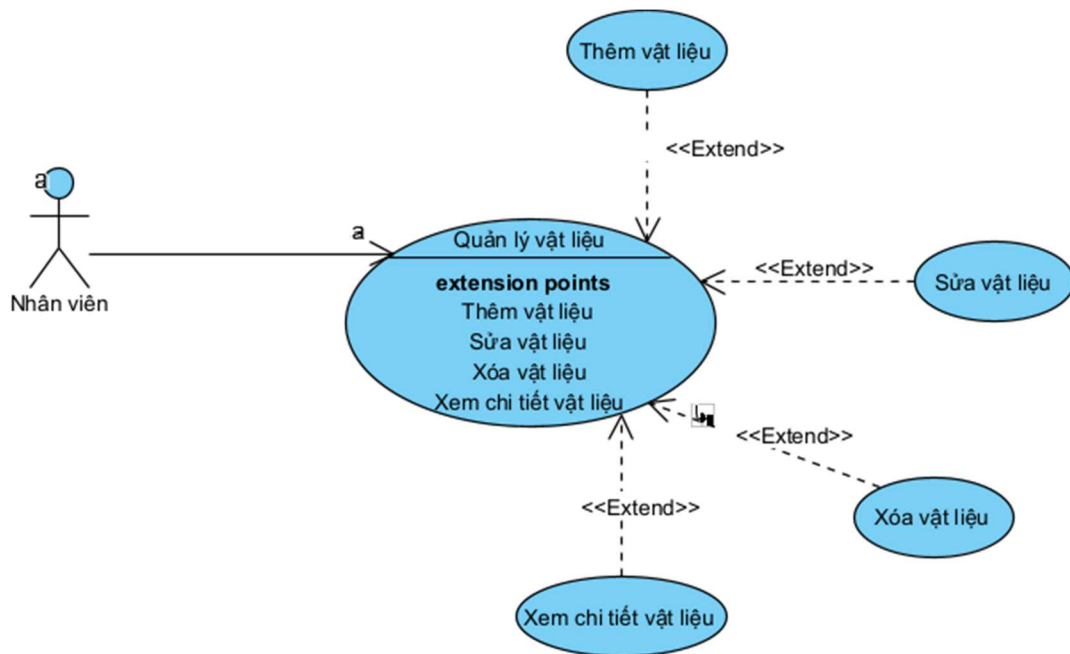 Thêm vật liệu
<<Extend>>
a
a
Nhân viên
Quản lý vật liệu
extension points
Thêm vật liệu
Sửa vật liệu
Xóa vật liệu
Xem chi tiết vật liệu
<<Extend>>
Sửa vật liệu
<<Extend>>
Xóa vật liệu
<<Extend>>
Xem chi tiết vật liệu